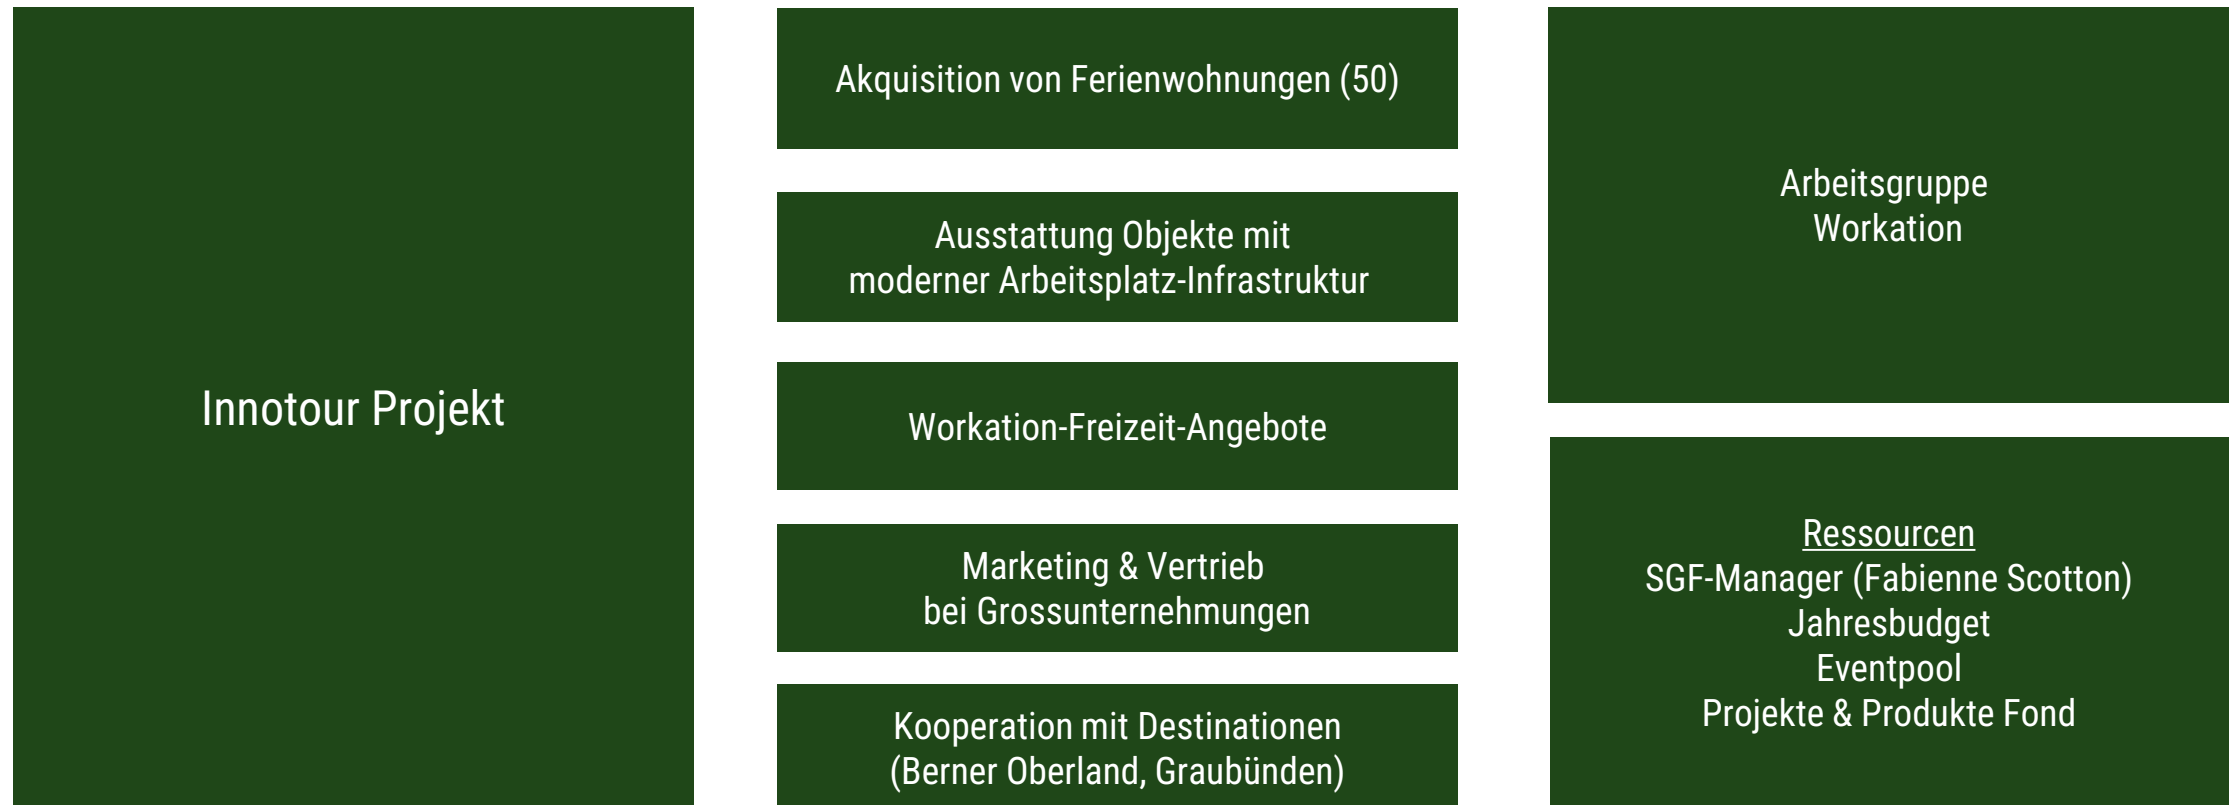 Innotour Projekt
Akquisition von Ferienwohnungen (50)
Ausstattung Objekte mit
moderner Arbeitsplatz-Infrastruktur
Workation-Freizeit-Angebote
Marketing & Vertrieb
bei Grossunternehmungen
Kooperation mit Destinationen
(Berner Oberland, Graubünden)
Arbeitsgruppe
Workation
Ressourcen
SGF-Manager (Fabienne Scotton)
Jahresbudget
Eventpool
Projekte & Produkte Fond